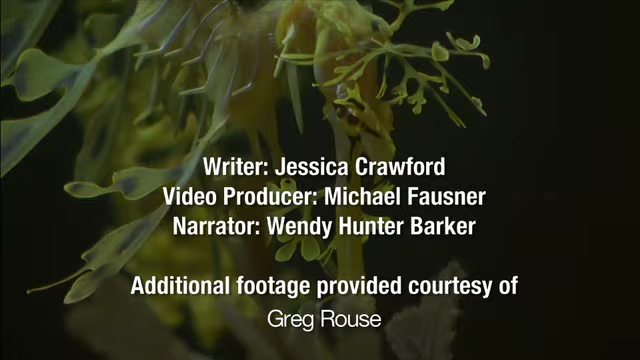 Writer: Jessica Crawford
Video Producer: Michael Fausner
Narrator: Wendy Hunter Barker
Additional footage provided courtesy of
Greg Rouse